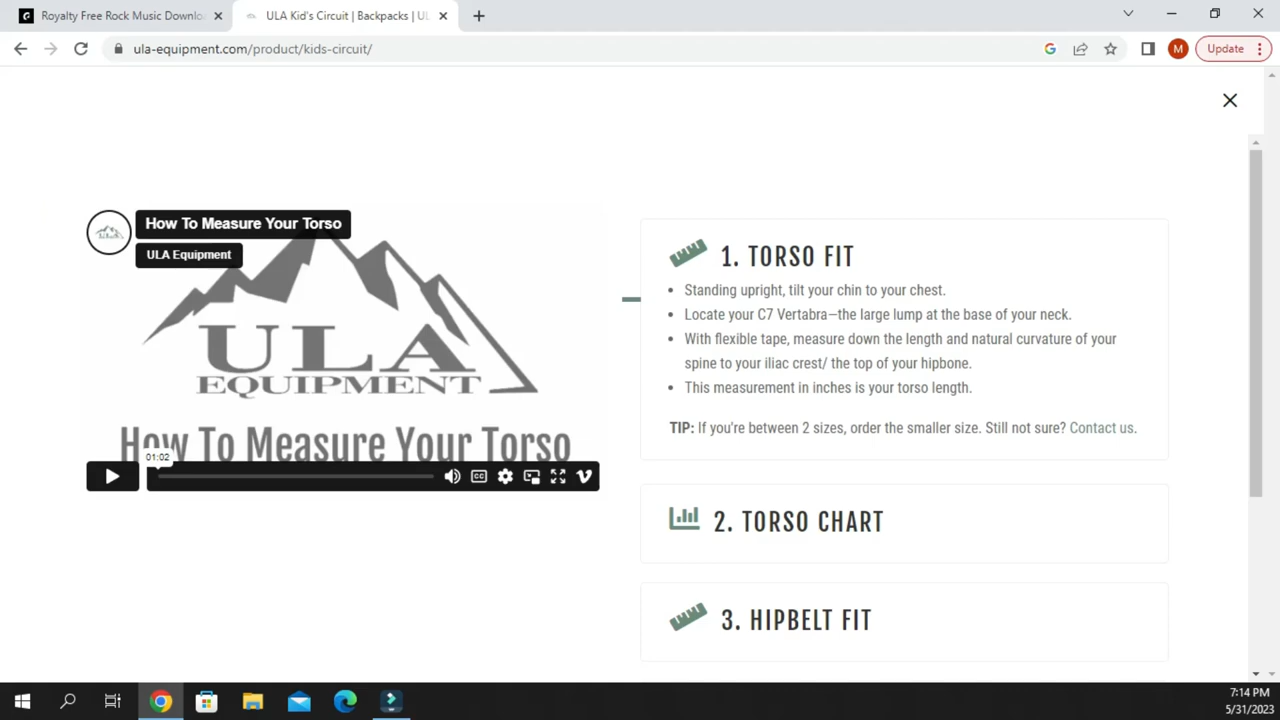 Royalty Free Rock Music Downlo
ULA Kid's Circuit | Backpacks | UL
ula-equipment.com/product/kids-circuit/
M
Update
How To Measure Your Torso
ULA Equipment
ULA
EQUIPMENT
How To Measure Your Torso
01:02
CC
1. TORSO FIT
Standing upright, tilt your chin to your chest.
Locate your C7 Vertabra—the large lump at the base of your neck.
With flexible tape, measure down the length and natural curvature of your
spine to your iliac crest/ the top of your hipbone.
This measurement in inches is your torso length.
TIP: If you're between 2 sizes, order the smaller size. Still not sure? Contact us.
2. TORSO CHART
3. HIPBELT FIT
7:14 PM
5/31/2023